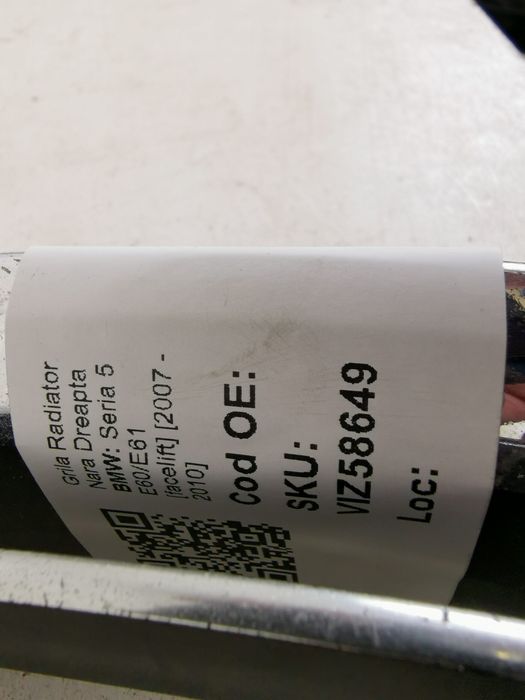 Grila Radiator
Nara Dreapta
BMW: Seria 5
E60/E61
[facelift] [2007 -
2010]
Cod OE:
SKU:
VIZ58649
Loc: